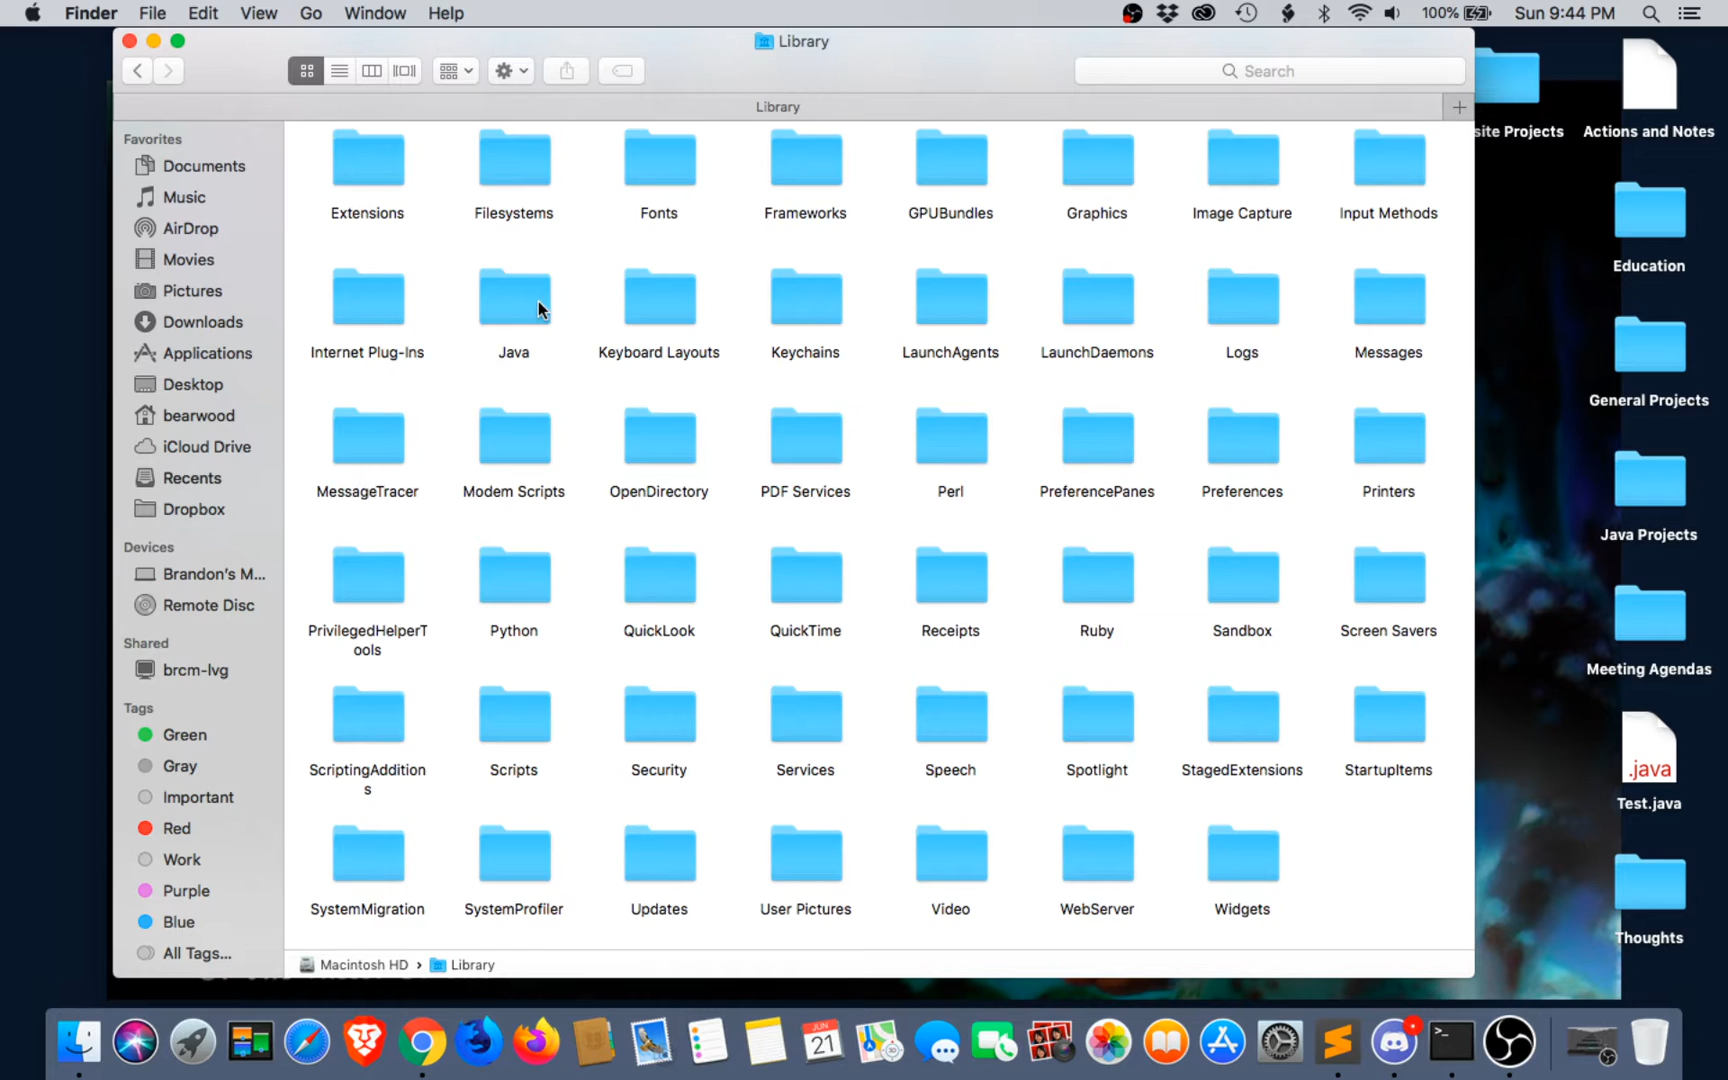 Finder File Edit View Go Window Help 100% Sun 9:44 PM
Library
Search
Library
Favorites
Documents
Music
AirDrop
Movies
Pictures
Downloads
Applications
Desktop
bearwood
iCloud Drive
Recents
Dropbox
Devices
Brandon's M...
Remote Disc
Shared
brcm-lvg
Tags
Green
Gray
Important
Red
Work
Purple
Blue
All Tags...
Extensions Filesystems Fonts Frameworks GPUBundles Graphics Image Capture Input Methods
Internet Plug-Ins Java Keyboard Layouts Keychains LaunchAgents LaunchDaemons Logs Messages
MessageTracer Modem Scripts OpenDirectory PDF Services Perl PreferencePanes Preferences Printers
PrivilegedHelperT
ools
Python QuickLook QuickTime Receipts Ruby Sandbox Screen Savers
ScriptingAddition
s
Scripts Security Services Speech Spotlight StagedExtensions StartupItems
SystemMigration SystemProfiler Updates User Pictures Video WebServer Widgets
Macintosh HD › Library
site Projects
Actions and Notes
Education
General Projects
Java Projects
Meeting Agendas
.java
Test.java
Thoughts
JUN
21